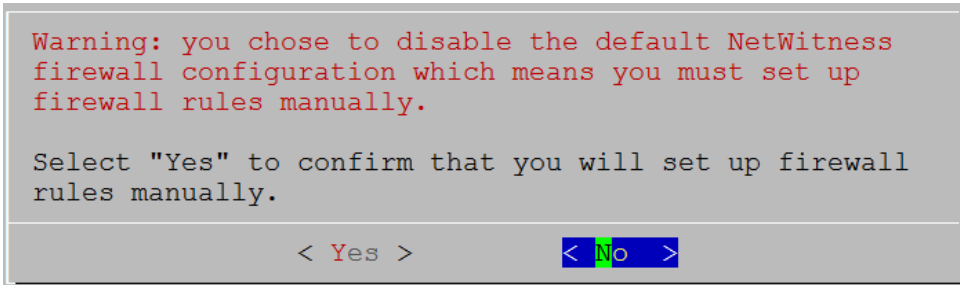 Warning: you chose to disable the default NetWitness
firewall configuration which means you must set up
firewall rules manually.
Select "Yes" to confirm that you will set up firewall
rules manually.
< Yes > < No >